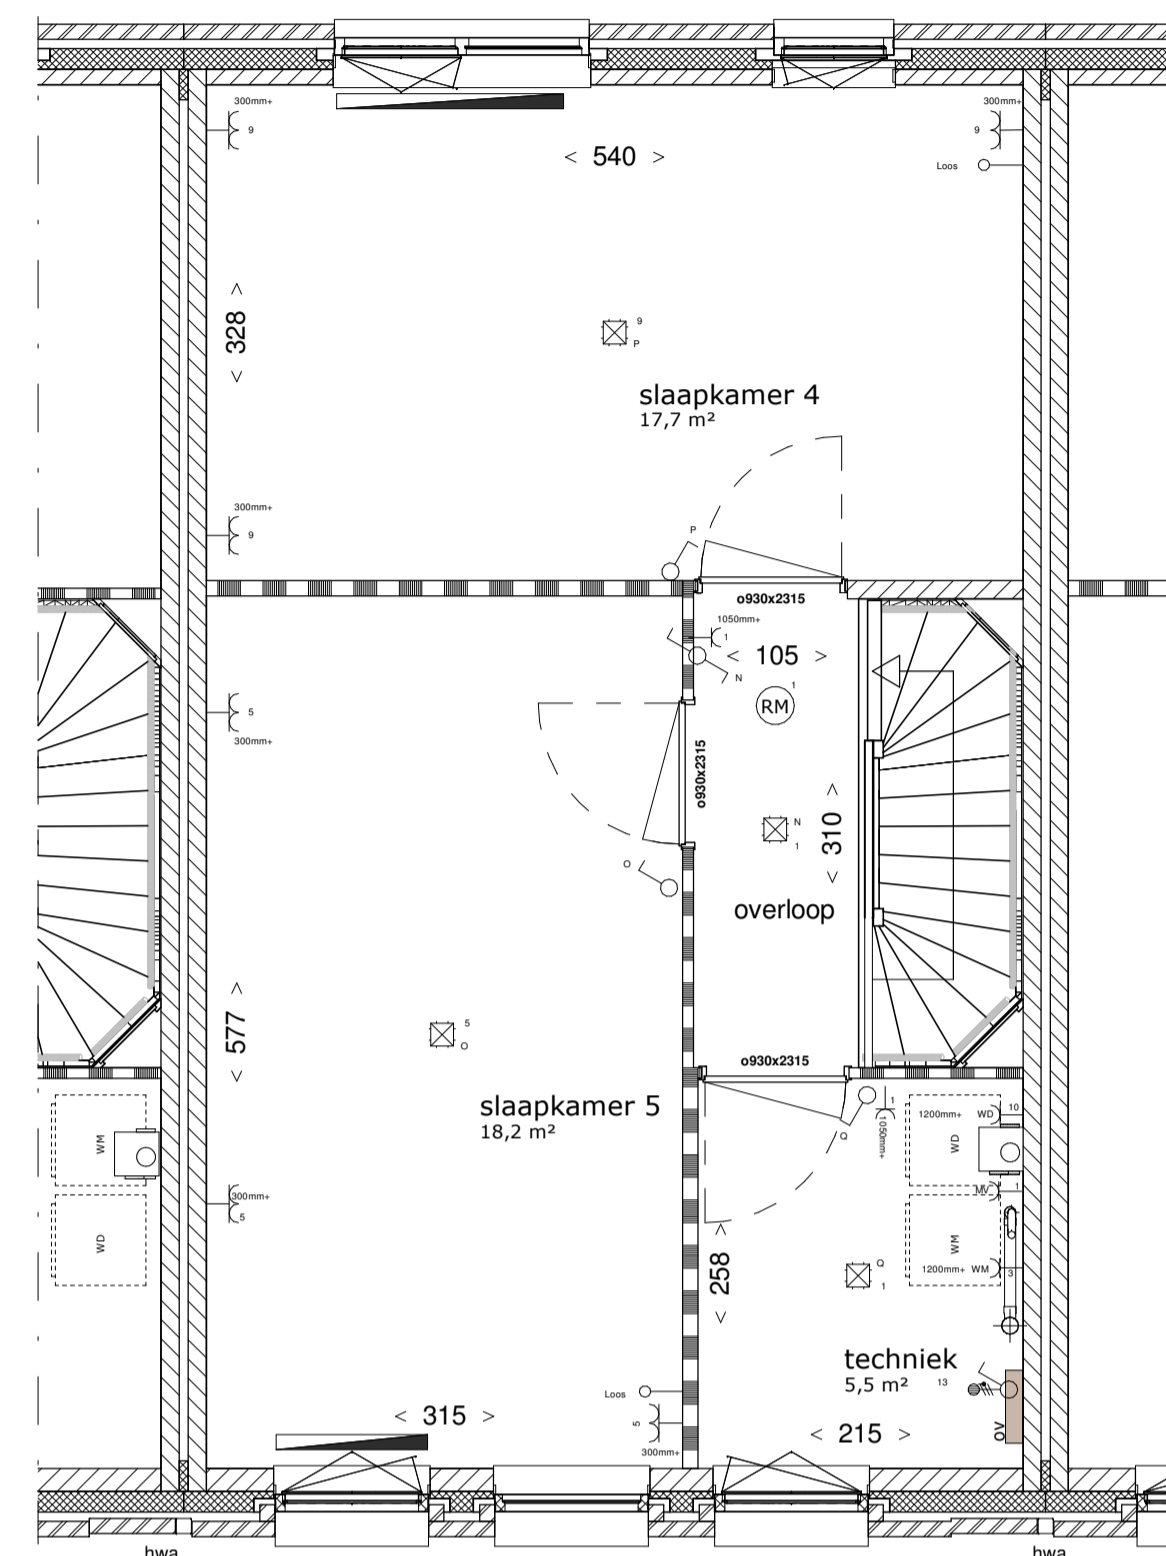 300mm+
9
300mm+
9
Loos
< 540 >
< 328 >
9
P
slaapkamer 4
17,7 m²
300mm+
9
P
o930x2315
1050mm+
1
< 105 >
N
1
RM
5
300mm+
o930x2315
N
1
< 310 >
O
overloop
< 577 >
5
O
o930x2315
slaapkamer 5
18,2 m²
1
1050mm+
Q
1200mm+ WD
10
WM
WD
MV
1
300mm+
5
WD
WM
< 258 >
Q
1
1200mm+ WM
3
techniek
5,5 m²
13
Loos
5
300mm+
< 315 >
< 215 >
OV
hwa
hwa